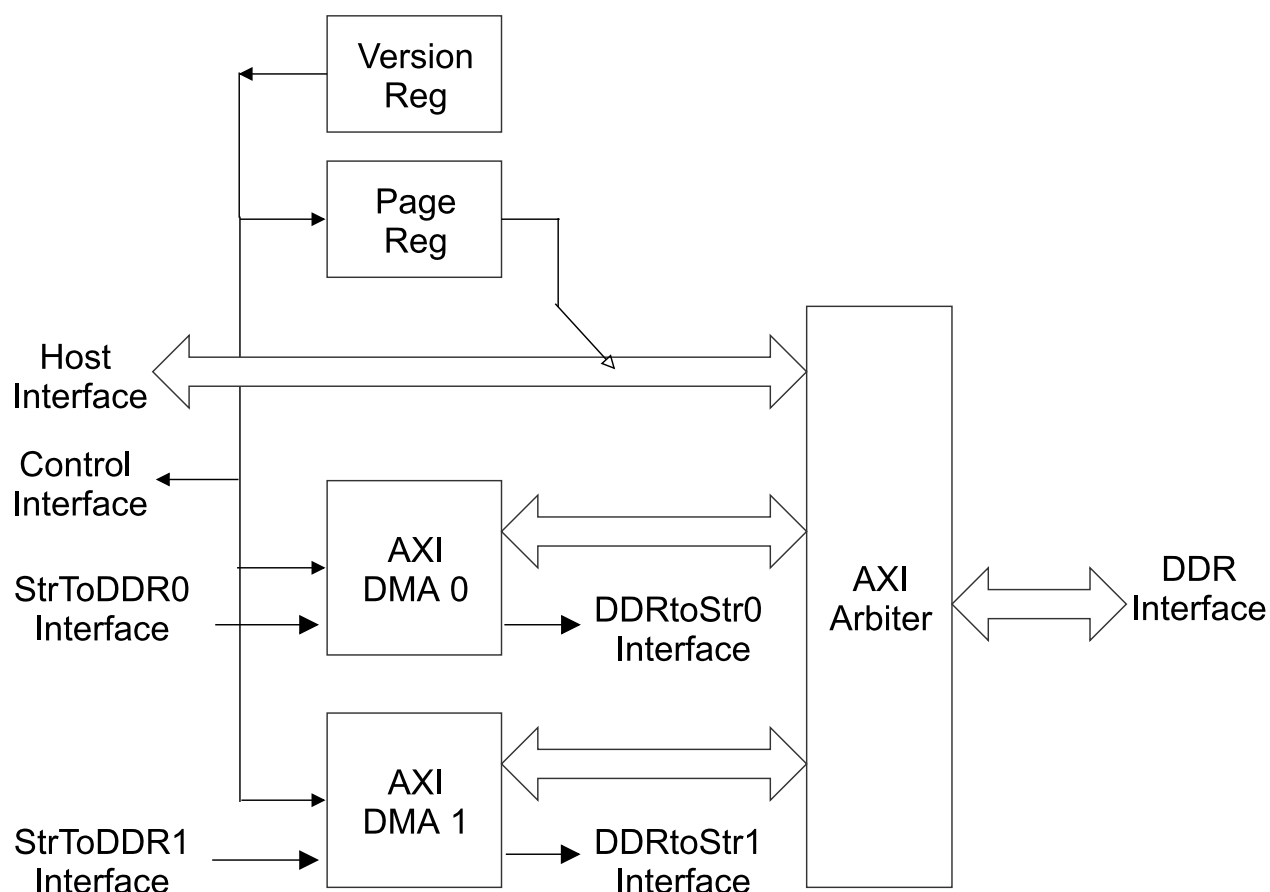 Version
Reg
Page
Reg
Host
Interface
Control
Interface
AXI
DMA 0
StrToDDR0
Interface
DDRtoStr0
Interface
AXI
Arbiter
DDR
Interface
AXI
DMA 1
StrToDDR1
Interface
DDRtoStr1
Interface